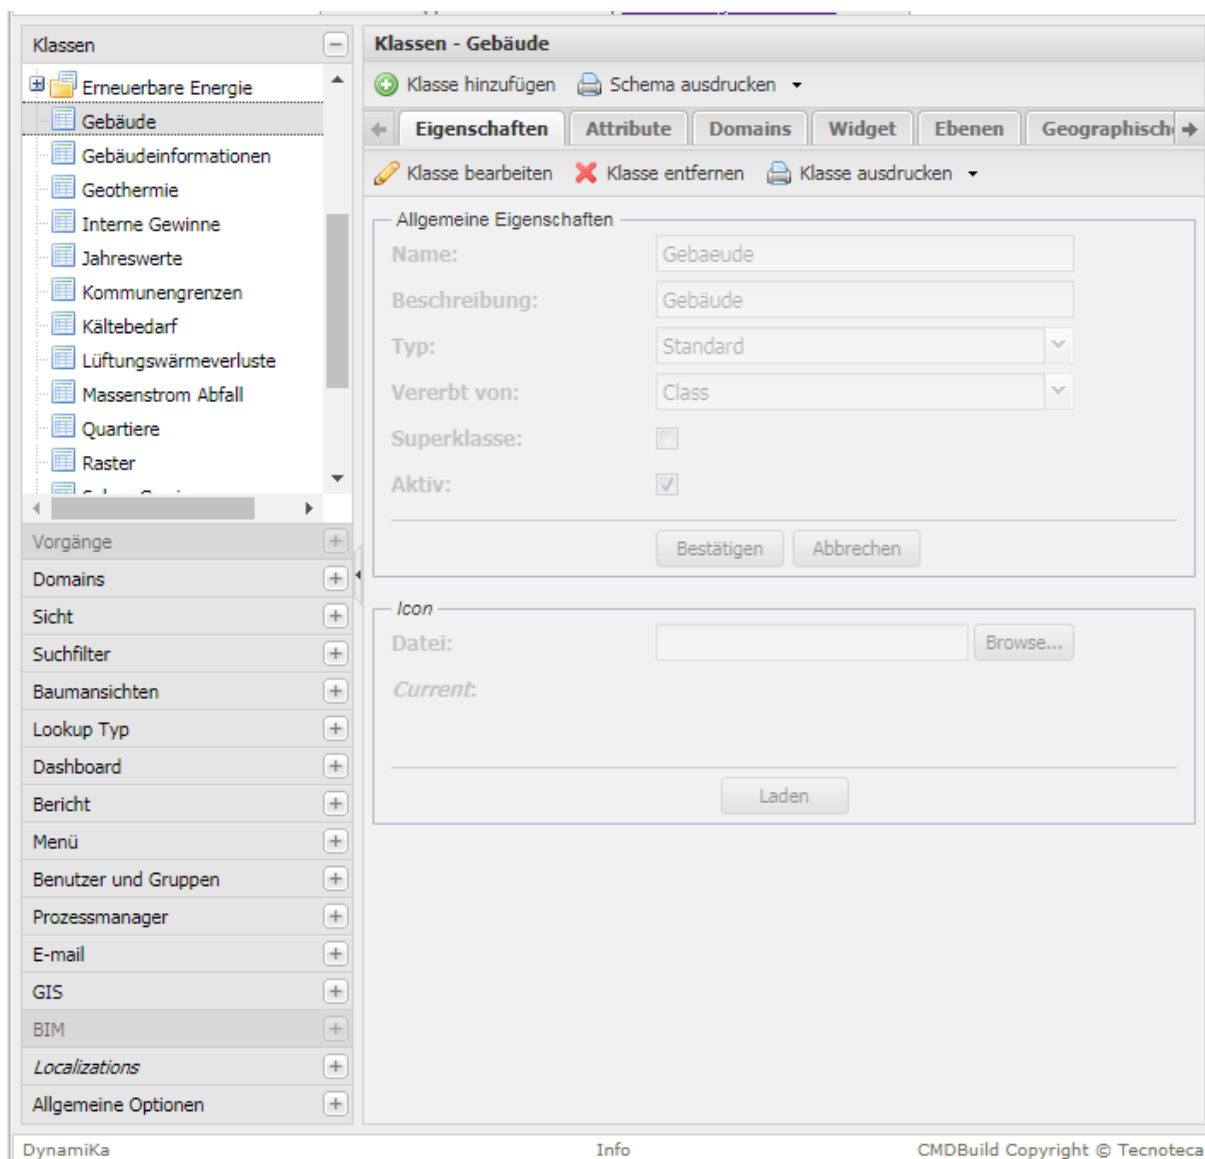 Klassen
Erneuerbare Energie
Gebäude
Gebäudeinformationen
Geothermie
Interne Gewinne
Jahreswerte
Kommunengrenzen
Kältebedarf
Lüftungswärmeverluste
Massenstrom Abfall
Quartiere
Raster
Vorgänge
Domains
Sicht
Suchfilter
Baumansichten
Lookup Typ
Dashboard
Bericht
Menü
Benutzer und Gruppen
Prozessmanager
E-mail
GIS
BIM
Localizations
Allgemeine Optionen
Klassen - Gebäude
Klasse hinzufügen Schema ausdrucken
Eigenschaften Attribute Domains Widget Ebenen Geographisch
Klasse bearbeiten Klasse entfernen Klasse ausdrucken
Allgemeine Eigenschaften
Name: Gebaeude
Beschreibung: Gebäude
Typ: Standard
Vererbt von: Class
Superklasse:
Aktiv:
Bestätigen Abbrechen
Icon
Datei: Browse...
Current:
Laden
DynamiKa Info CMDBuild Copyright © Tecnoteca